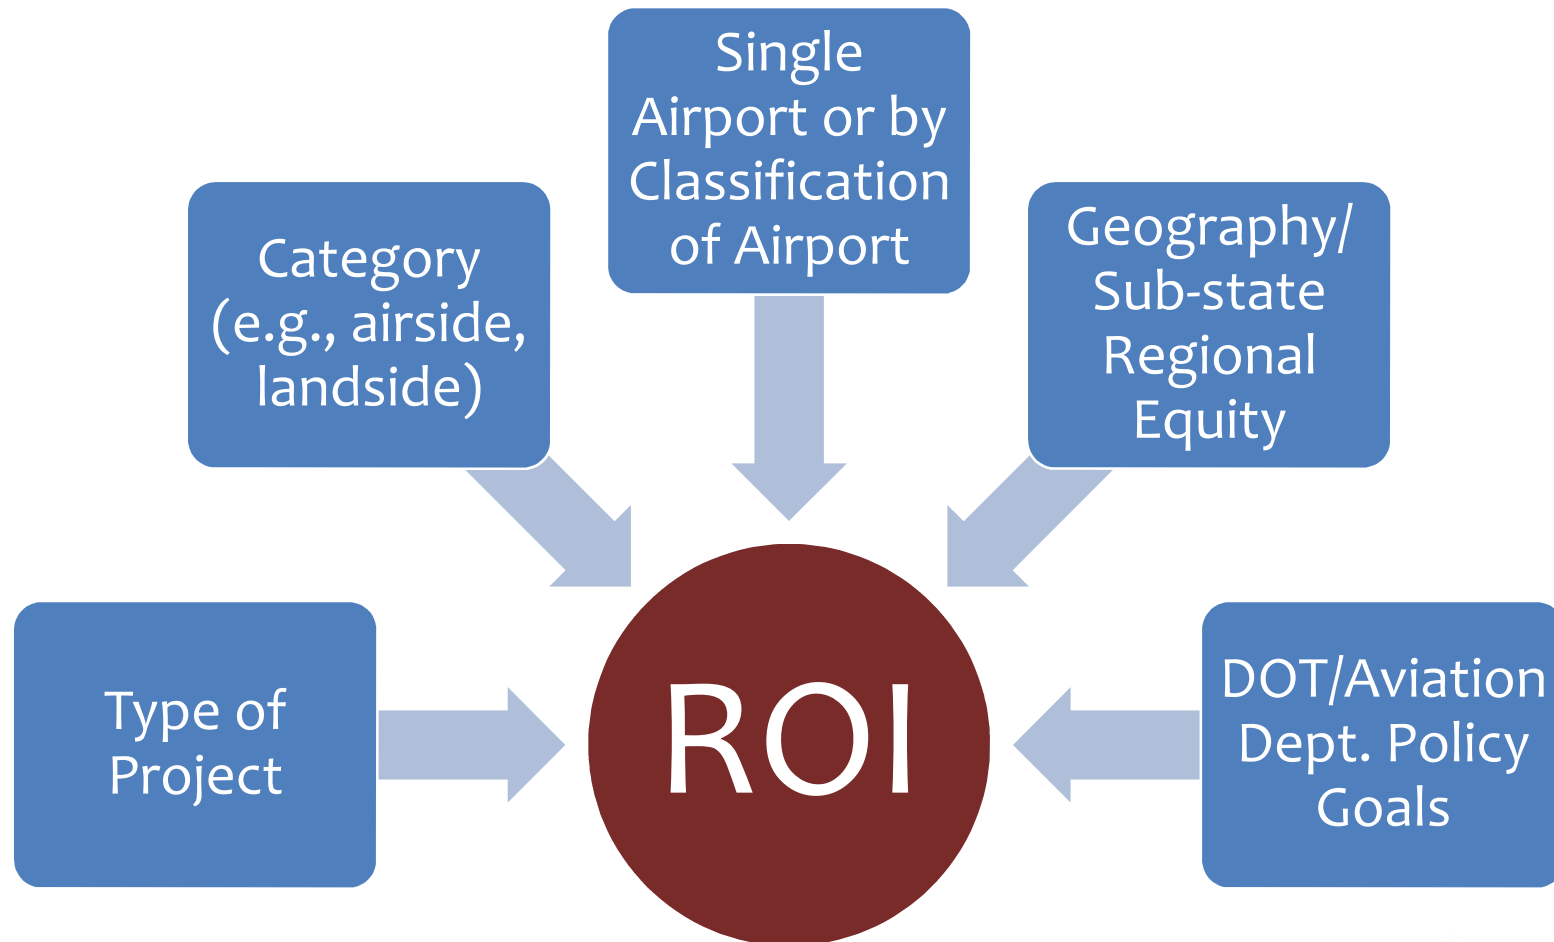 Single
Airport or by
Classification
of Airport
Category
(e.g., airside,
landside)
Geography/
Sub-state
Regional
Equity
Type of
Project
ROI
DOT/Aviation
Dept. Policy
Goals